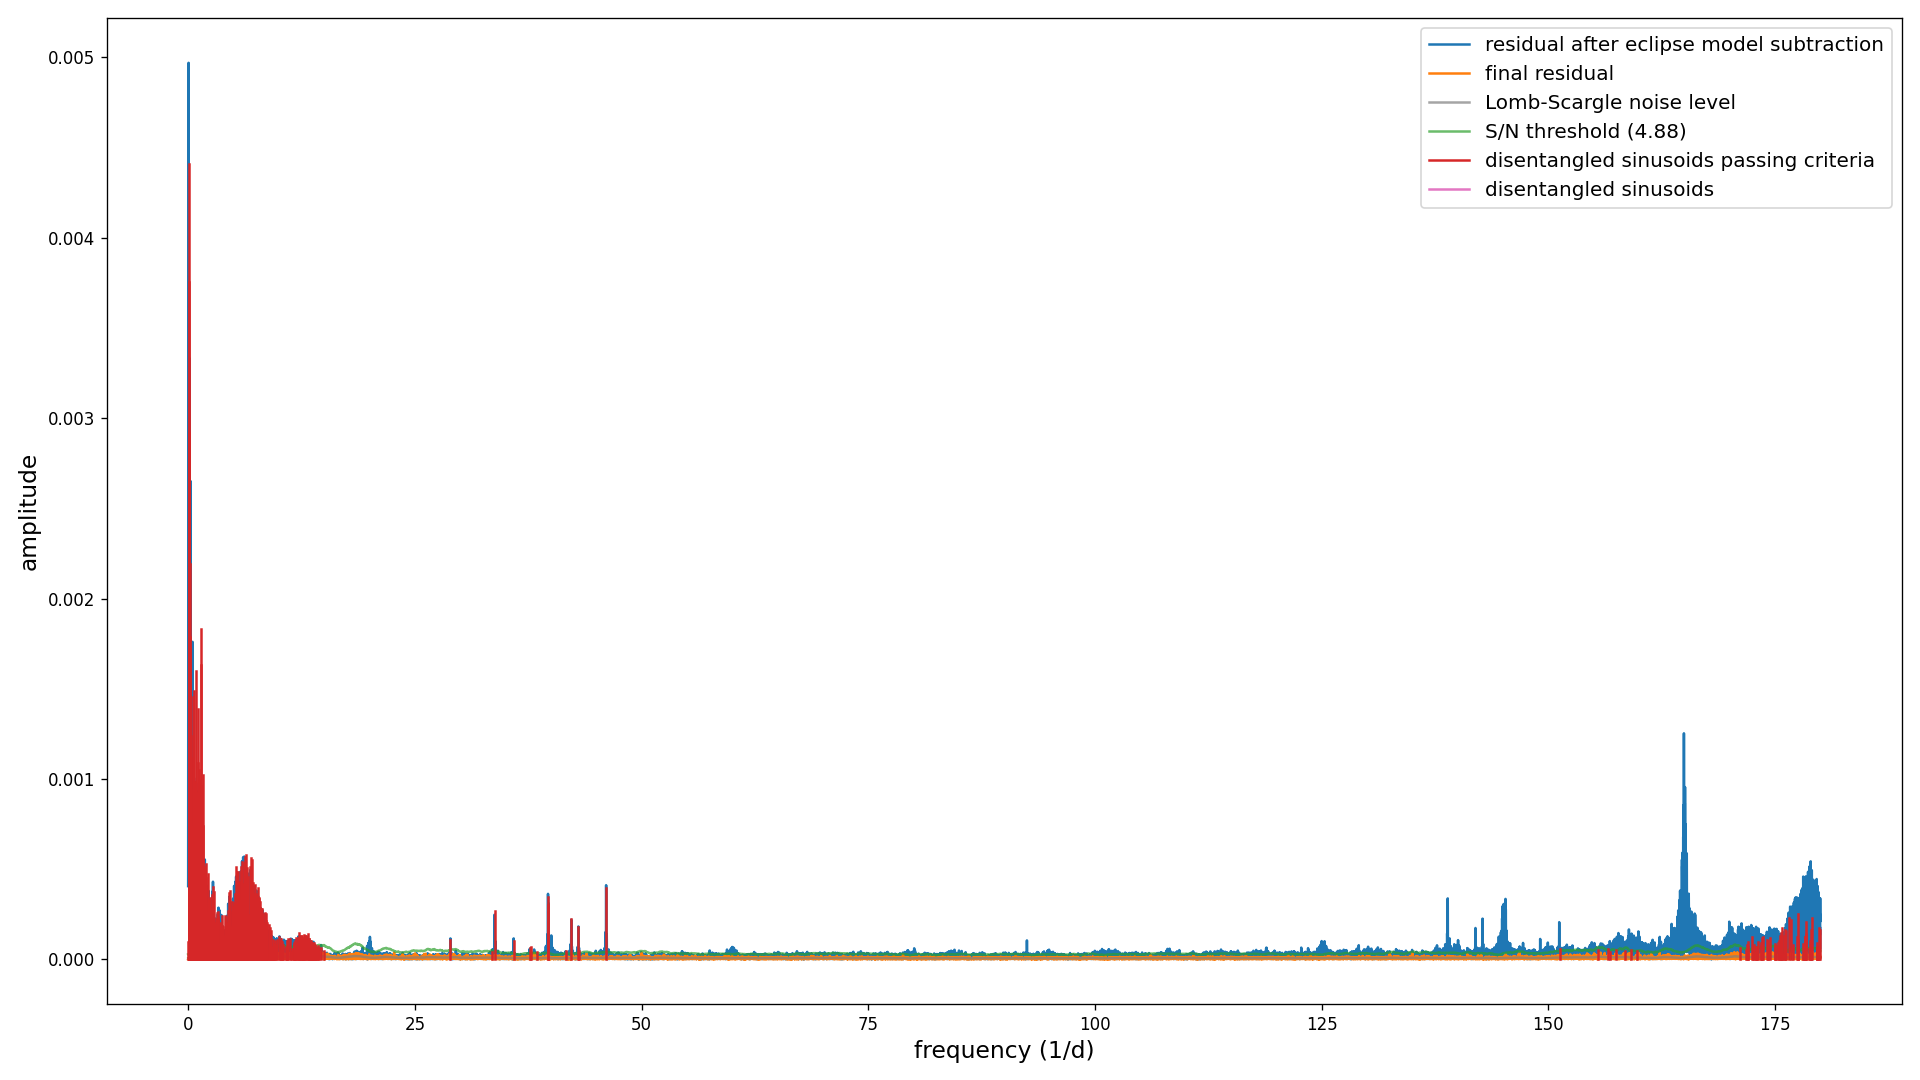 residual after eclipse model subtraction
final residual
Lomb-Scargle noise level
S/N threshold (4.88)
disentangled sinusoids passing criteria
disentangled sinusoids
0.005
0.004
0.003
0.002
0.001
0.000
amplitude
0 25 50 75 100 125 150 175
frequency (1/d)